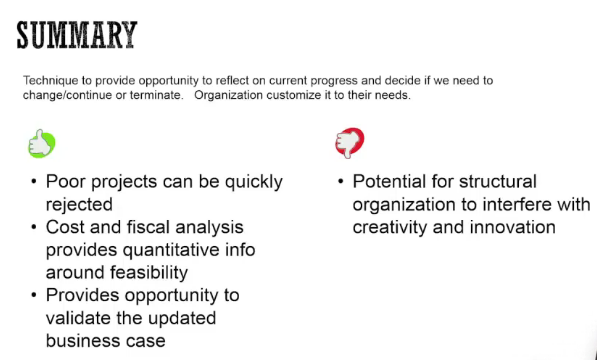 SUMMARY
Technique to provide opportunity to reflect on current progress and decide if we need to
change/continue or terminate. Organization customize it to their needs.
• Poor projects can be quickly
rejected
• Cost and fiscal analysis
provides quantitative info
around feasibility
• Provides opportunity to
validate the updated
business case
• Potential for structural
organization to interfere with
creativity and innovation